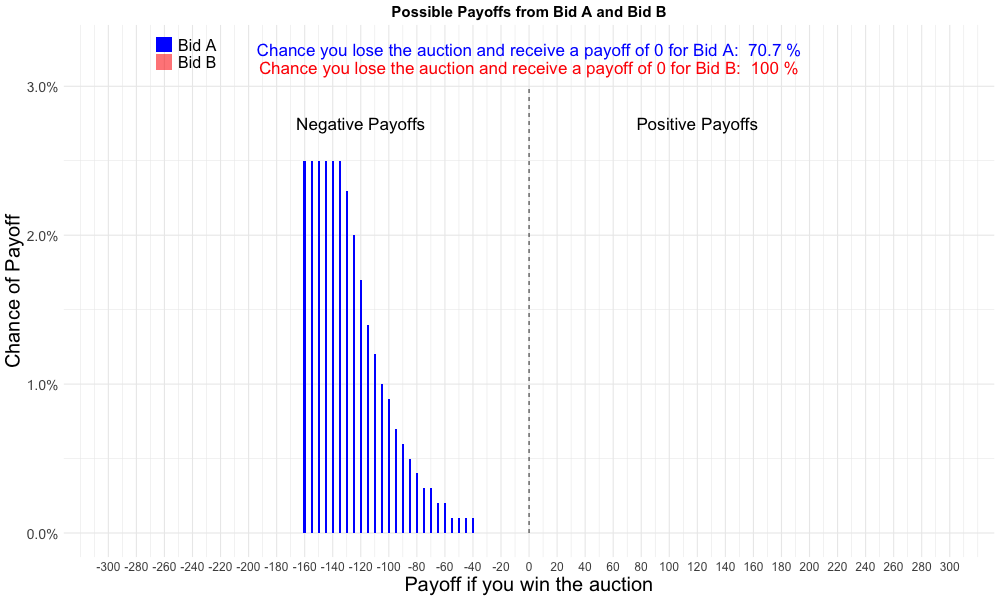 Possible Payoffs from Bid A and Bid B
Bid A
Bid B
Chance you lose the auction and receive a payoff of 0 for Bid A:  70.7 %
Chance you lose the auction and receive a payoff of 0 for Bid B:  100 %
Negative Payoffs
Positive Payoffs
Chance of Payoff
3.0%
2.0%
1.0%
0.0%
-300 -280 -260 -240 -220 -200 -180 -160 -140 -120 -100 -80 -60 -40 -20 0 20 40 60 80 100 120 140 160 180 200 220 240 260 280 300
Payoff if you win the auction